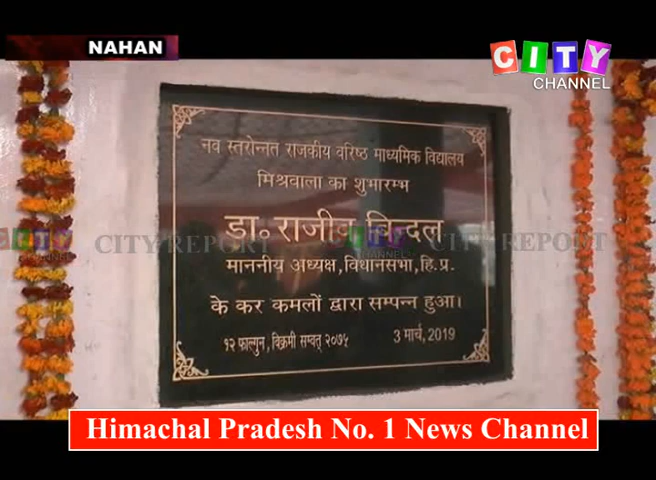 NAHAN
CITY
CHANNEL
नव स्तरोन्नत राजकीय वरिष्ठ माध्यमिक विद्यालय
मिश्रवाला का शुभारम्भ
डा॰ राजीव बिन्दल
CITY REPORT CITY REPORT
माननीय अध्यक्ष, विधानसभा, हि.प्र.
के कर कमलों द्वारा सम्पन्न हुआ।
१२ फाल्गुन, विक्रमी सम्वत् २०७५ 3 मार्च, 2019
Himachal Pradesh No. 1 News Channel